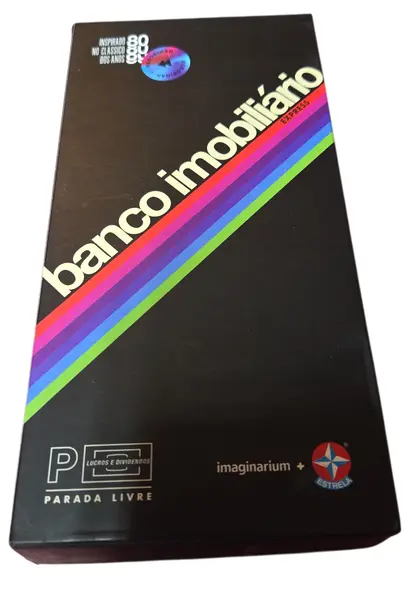 INSPIRADO
NO CLÁSSICO
DOS ANOS
80
banco imobiliário
EXPRESS
P
LUCROS E DIVIDENDOS
PARADA LIVRE
imaginarium +
ESTRELA